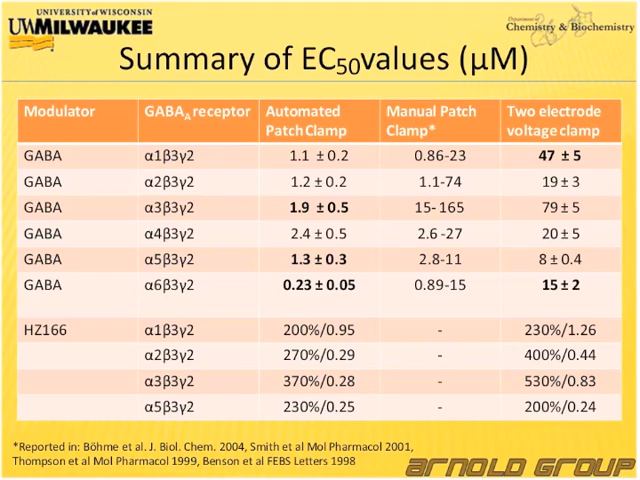 UNIVERSITY of WISCONSIN
UWMILWAUKEE
Department of
Chemistry & Biochemistry
Summary of EC50values (µM)
Modulator GABAA receptor Automated Patch Clamp Manual Patch Clamp* Two electrode voltage clamp
GABA α1β3γ2 1.1 ± 0.2 0.86-23 47 ± 5
GABA α2β3γ2 1.2 ± 0.2 1.1-74 19 ± 3
GABA α3β3γ2 1.9 ± 0.5 15- 165 79 ± 5
GABA α4β3γ2 2.4 ± 0.5 2.6 -27 20 ± 5
GABA α5β3γ2 1.3 ± 0.3 2.8-11 8 ± 0.4
GABA α6β3γ2 0.23 ± 0.05 0.89-15 15 ± 2
HZ166 α1β3γ2 200%/0.95 - 230%/1.26
α2β3γ2 270%/0.29 - 400%/0.44
α3β3γ2 370%/0.28 - 530%/0.83
α5β3γ2 230%/0.25 - 200%/0.24
*Reported in: Böhme et al. J. Biol. Chem. 2004, Smith et al Mol Pharmacol 2001,
Thompson et al Mol Pharmacol 1999, Benson et al FEBS Letters 1998
ARNOLD GROUP